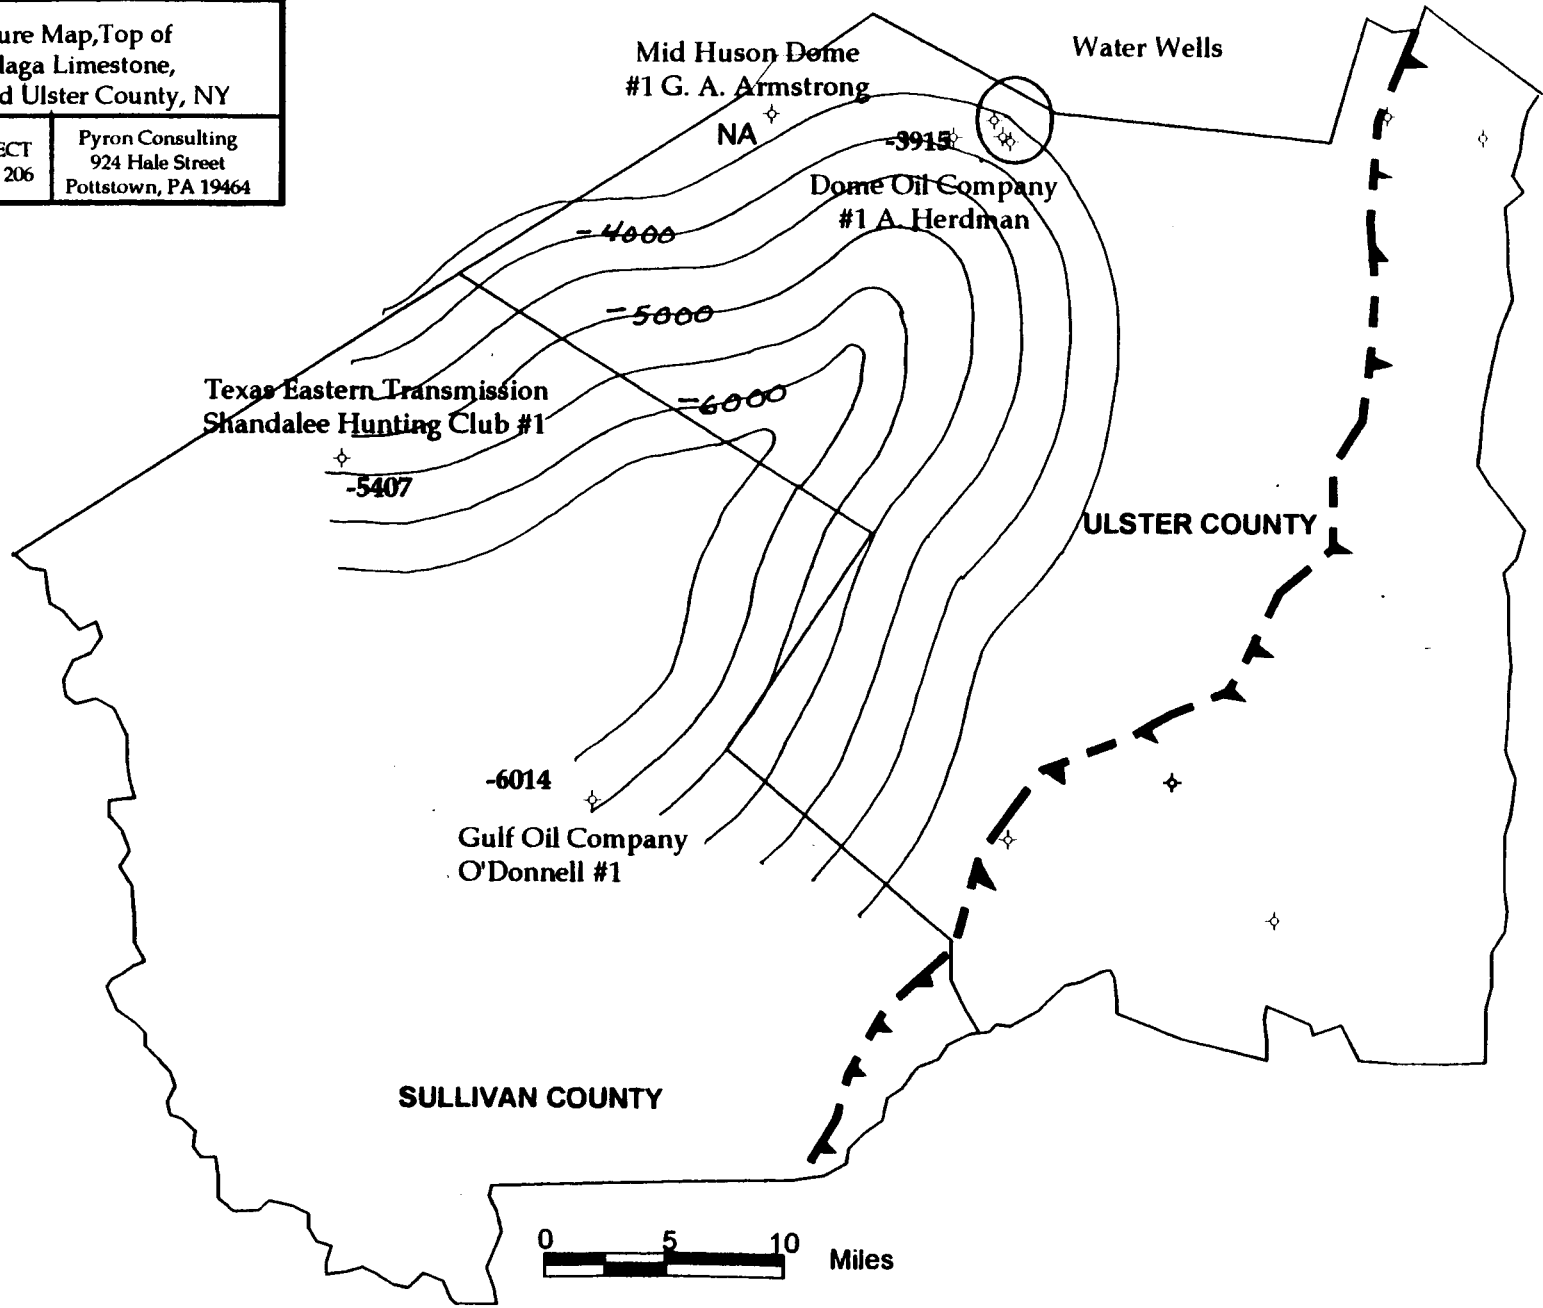 ure Map,Top of
laga Limestone,
d Ulster County, NY
ECT
206
Pyron Consulting
924 Hale Street
Pottstown, PA 19464
Mid Huson Dome
#1 G. A. Armstrong
NA
Water Wells
-3915
Dome Oil Company
#1 A. Herdman
-4000
-5000
-6000
Texas Eastern Transmission
Shandalee Hunting Club #1
-5407
ULSTER COUNTY
-6014
Gulf Oil Company
O'Donnell #1
SULLIVAN COUNTY
0 5 10 Miles